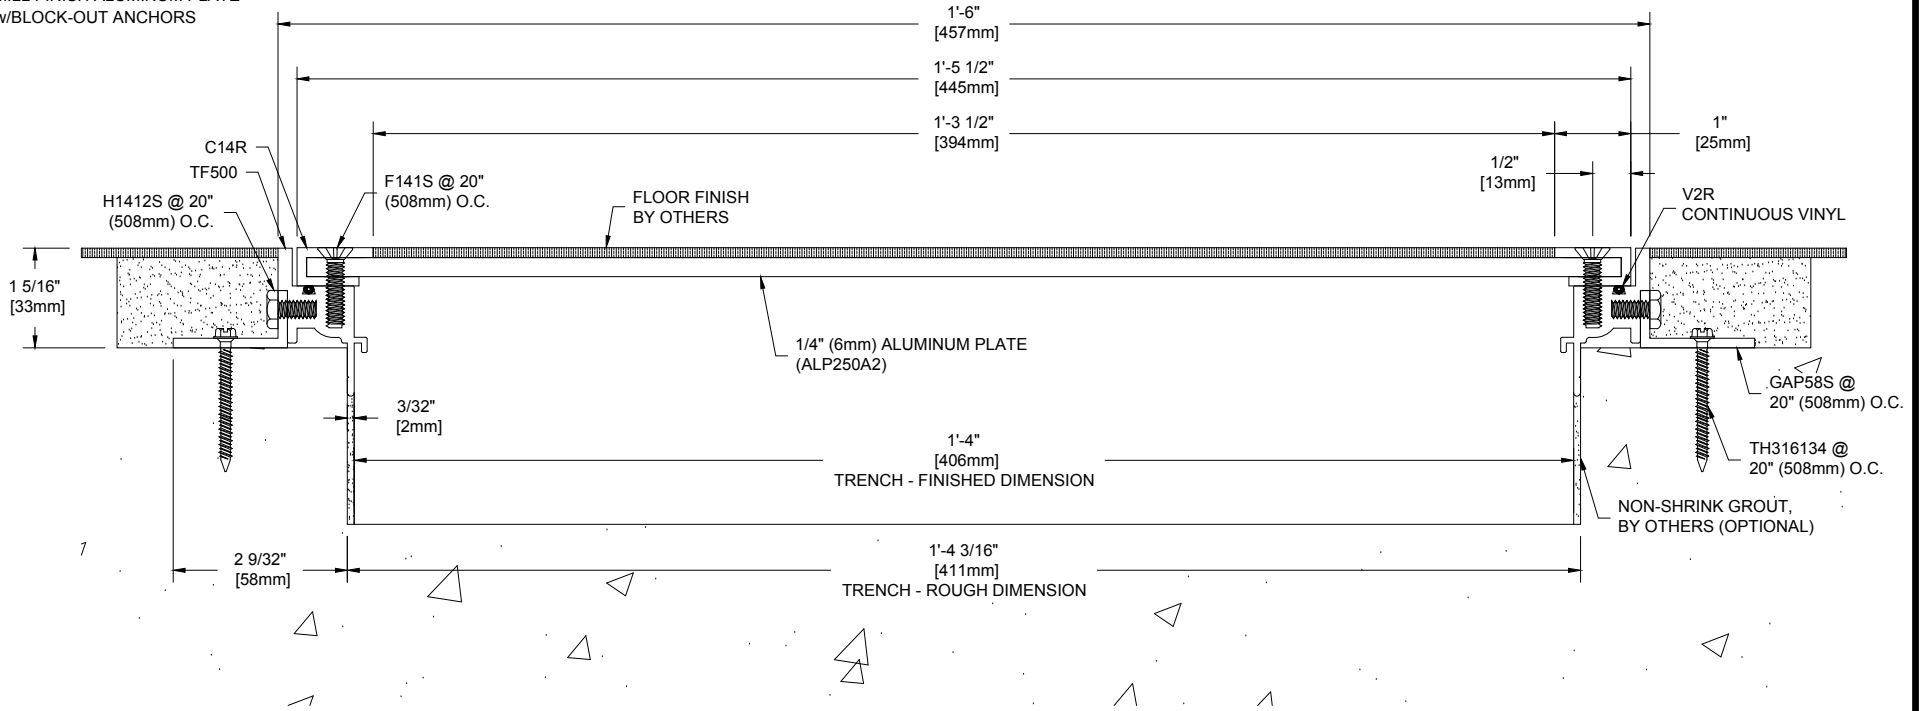 w/BLOCK-OUT ANCHORS
1'-6"
[457mm]
1'-5 1/2"
[445mm]
1'-3 1/2"
[394mm]
1"
[25mm]
1/2"
[13mm]
C14R
TF500
H1412S @ 20"
(508mm) O.C.
F141S @ 20"
(508mm) O.C.
FLOOR FINISH
BY OTHERS
V2R
CONTINUOUS VINYL
1 5/16"
[33mm]
1/4" (6mm) ALUMINUM PLATE
(ALP250A2)
GAP58S @
20" (508mm) O.C.
3/32"
[2mm]
1'-4"
[406mm]
TRENCH - FINISHED DIMENSION
TH316134 @
20" (508mm) O.C.
NON-SHRINK GROUT,
BY OTHERS (OPTIONAL)
2 9/32"
[58mm]
1'-4 3/16"
[411mm]
TRENCH - ROUGH DIMENSION